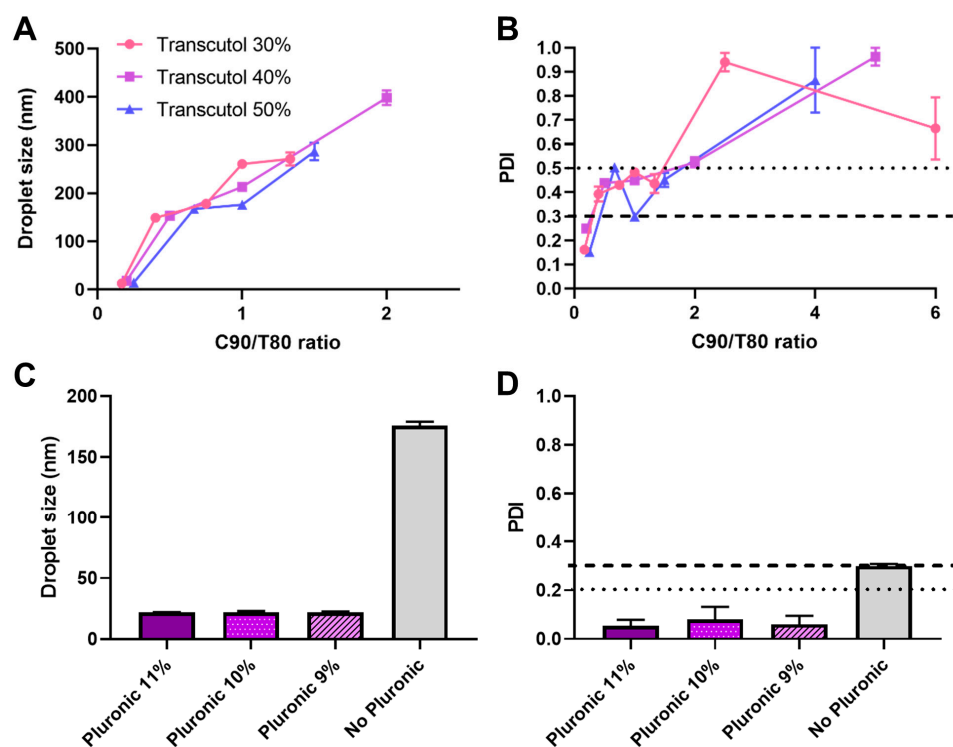 A
Transcutol 30%
Transcutol 40%
Transcutol 50%
Droplet size (nm)
500
400
300
200
100
0
0 1 2
C90/T80 ratio
B
PDI
1.0
0.9
0.8
0.7
0.6
0.5
0.4
0.3
0.2
0.1
0.0
0 2 4 6
C90/T80 ratio
C
Droplet size (nm)
200
150
100
50
0
Pluronic 11%
Pluronic 10%
Pluronic 9%
No Pluronic
D
PDI
1.0
0.8
0.6
0.4
0.2
0.0
Pluronic 11%
Pluronic 10%
Pluronic 9%
No Pluronic